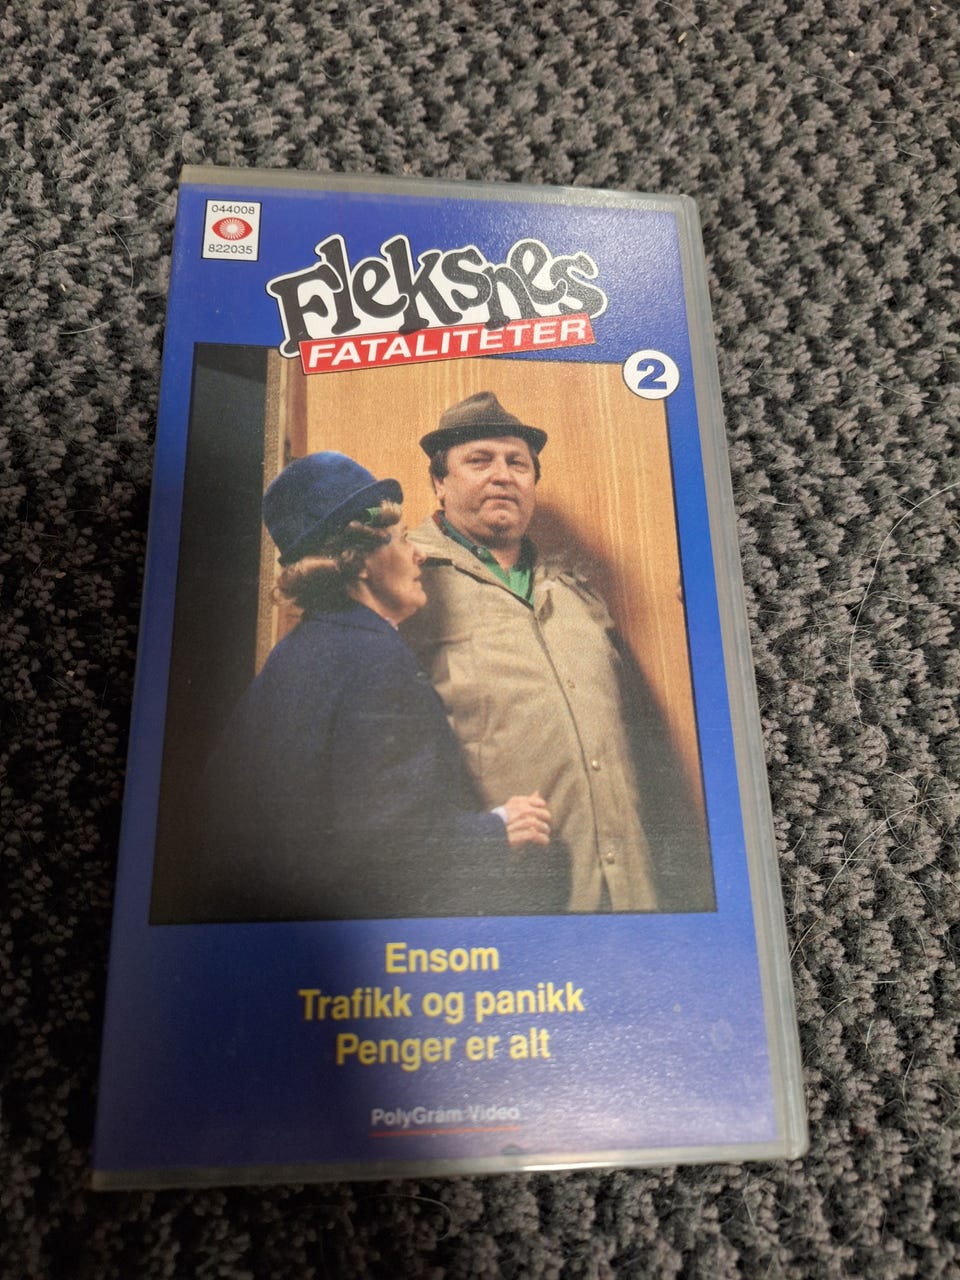 044008
822035
Fleksnes
FATALITETER
2
Ensom
Trafikk og panikk
Penger er alt
PolyGram Video